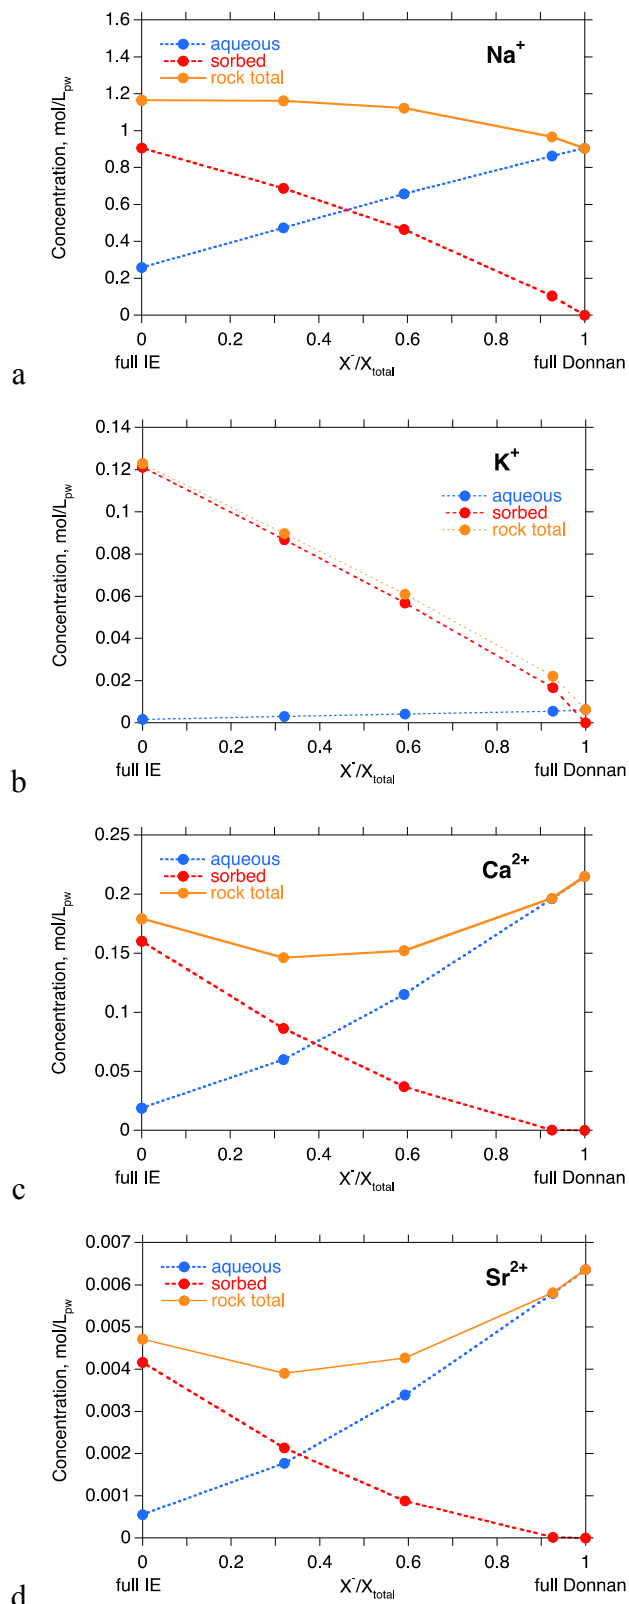 1.6
1.4
1.2
1
0.8
0.6
0.4
0.2
0
Concentration, mol/Lpw
aqueous
sorbed
rock total
Na+
0 0.2 0.4 0.6 0.8 1
full IE X-/Xtotal full Donnan
a
0.14
0.12
0.1
0.08
0.06
0.04
0.02
0
Concentration, mol/Lpw
K+
aqueous
sorbed
rock total
0 0.2 0.4 0.6 0.8 1
full IE X-/Xtotal full Donnan
b
0.25
0.2
0.15
0.1
0.05
0
Concentration, mol/Lpw
aqueous
sorbed
rock total
Ca2+
0 0.2 0.4 0.6 0.8 1
full IE X-/Xtotal full Donnan
c
0.007
0.006
0.005
0.004
0.003
0.002
0.001
0
Concentration, mol/Lpw
aqueous
sorbed
rock total
Sr2+
0 0.2 0.4 0.6 0.8 1
full IE X-/Xtotal full Donnan
d